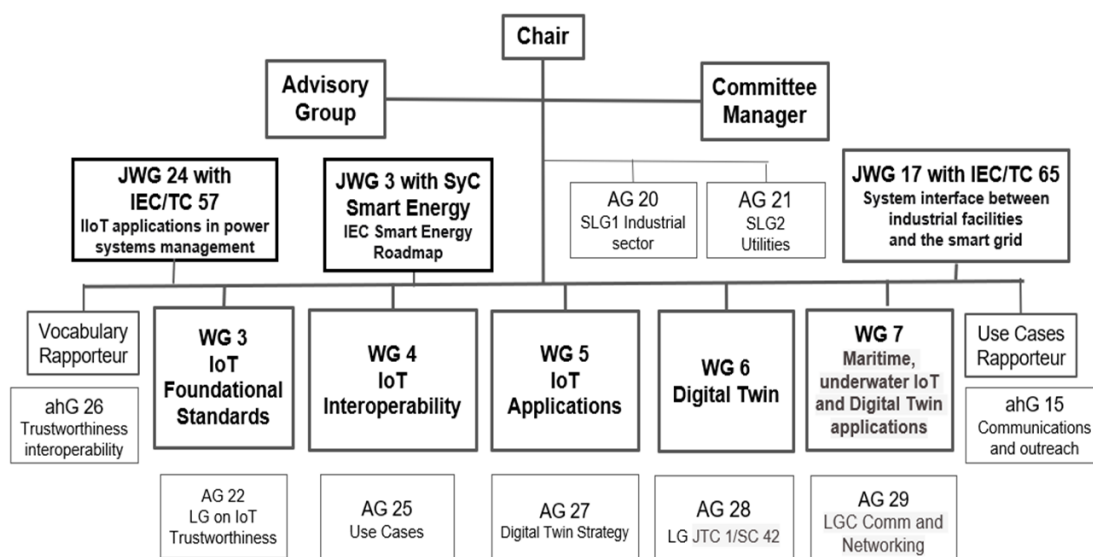 Chair
Advisory
Group
Committee
Manager
JWG 24 with
IEC/TC 57
IIoT applications in power
systems management
JWG 3 with SyC
Smart Energy
IEC Smart Energy
Roadmap
AG 20
SLG1 Industrial
sector
AG 21
SLG2
Utilities
JWG 17 with IEC/TC 65
System interface between
industrial facilities
and the smart grid
Vocabulary
Rapporteur
WG 3
IoT
Foundational
Standards
WG 4
IoT
Interoperability
WG 5
IoT
Applications
WG 6
Digital Twin
WG 7
Maritime,
underwater IoT
and Digital Twin
applications
Use Cases
Rapporteur
ahG 26
Trustworthiness
interoperability
ahG 15
Communications
and outreach
AG 22
LG on IoT
Trustworthiness
AG 25
Use Cases
AG 27
Digital Twin Strategy
AG 28
LG JTC 1/SC 42
AG 29
LGC Comm and
Networking